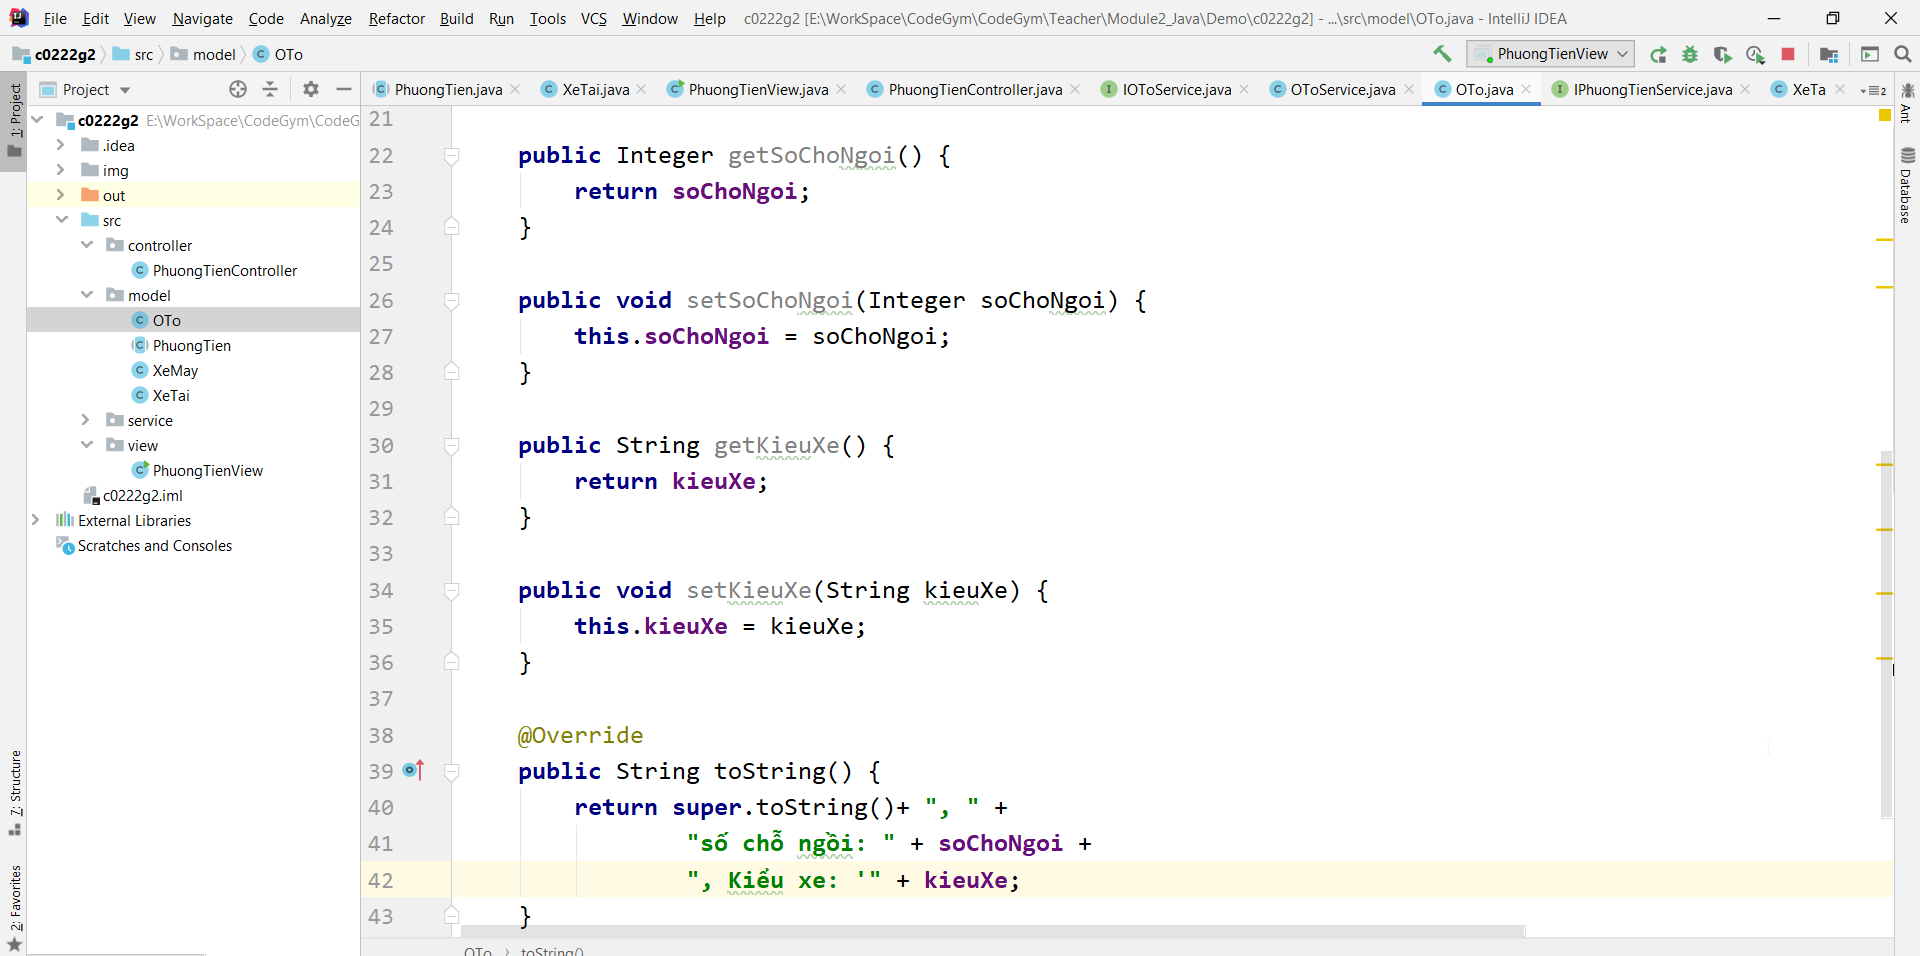 File Edit View Navigate Code Analyze Refactor Build Run Tools VCS Window Help c0222g2 [E:\WorkSpace\CodeGym\CodeGym\Teacher\Module2_Java\Demo\c0222g2] - ...\src\model\OTo.java - IntelliJ IDEA
c0222g2 src model OTo PhuongTienView
Project PhuongTien.java XeTai.java PhuongTienView.java PhuongTienController.java IOToService.java OToService.java OTo.java IPhuongTienService.java XeTa 2
1: Project
7: Structure
2: Favorites
c0222g2 E:\WorkSpace\CodeGym\CodeG
.idea
img
out
src
controller
PhuongTienController
model
OTo
PhuongTien
XeMay
XeTai
service
view
PhuongTienView
c0222g2.iml
External Libraries
Scratches and Consoles
21
22 public Integer getSoChoNgoi() {
23 return soChoNgoi;
24 }
25
26 public void setSoChoNgoi(Integer soChoNgoi) {
27 this.soChoNgoi = soChoNgoi;
28 }
29
30 public String getKieuXe() {
31 return kieuXe;
32 }
33
34 public void setKieuXe(String kieuXe) {
35 this.kieuXe = kieuXe;
36 }
37
38 @Override
39 public String toString() {
40 return super.toString()+ ", " +
41 "số chỗ ngồi: " + soChoNgoi +
42 ", Kiểu xe: '" + kieuXe;
43 }
OTo › toString()
Ant
Database